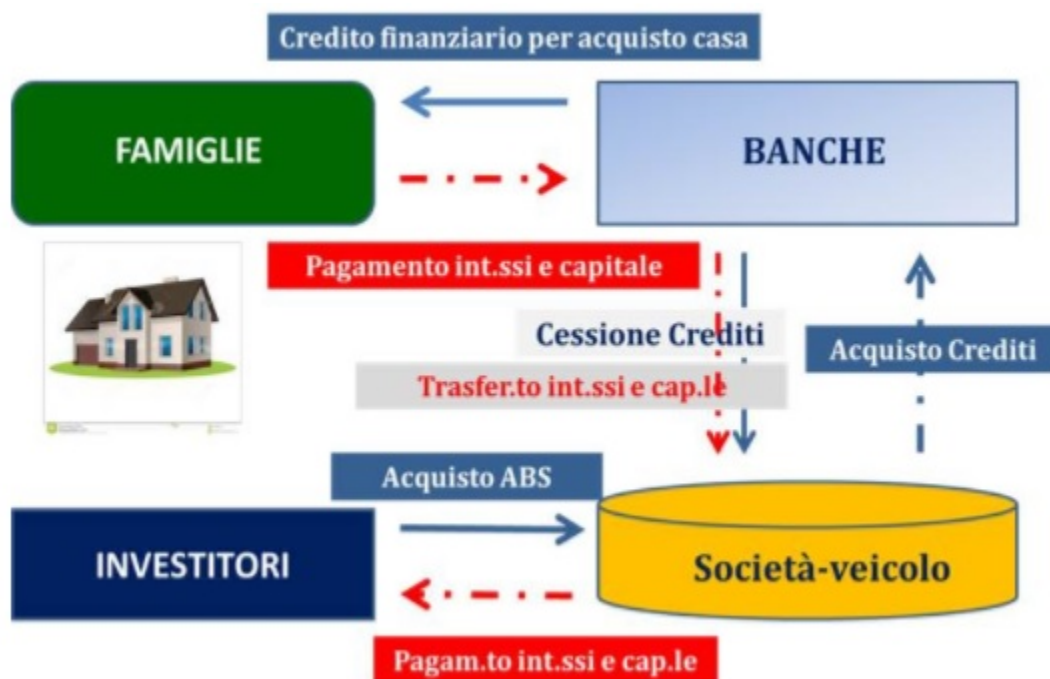 Credito finanziario per acquisto casa
FAMIGLIE
BANCHE
Pagamento int.ssi e capitale
Cessione Crediti
Acquisto Crediti
Trasfer.to int.ssi e cap.le
Acquisto ABS
INVESTITORI
Società-veicolo
Pagam.to int.ssi e cap.le